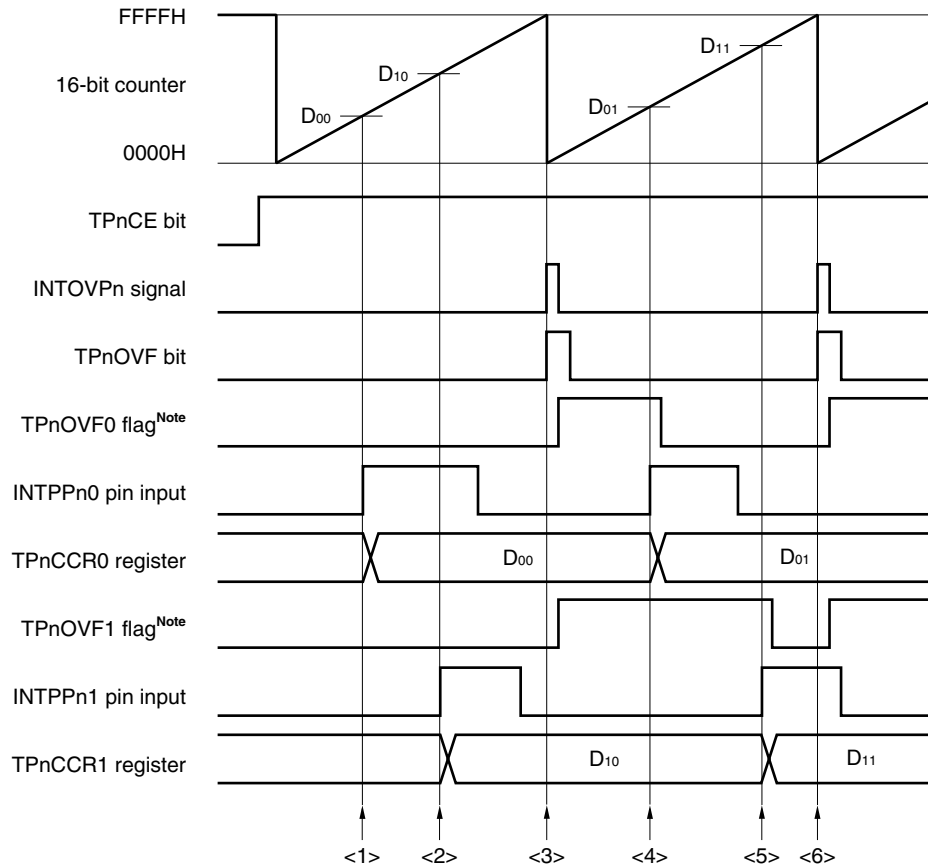 FFFFH
D11
D10
16-bit counter
D01
D00
0000H
TPnCE bit
INTOVPn signal
TPnOVF bit
TPnOVF0 flagNote
INTPPn0 pin input
TPnCCR0 register
D00
D01
TPnOVF1 flagNote
INTPPn1 pin input
TPnCCR1 register
D10
D11
<1>
<2>
<3>
<4>
<5>
<6>